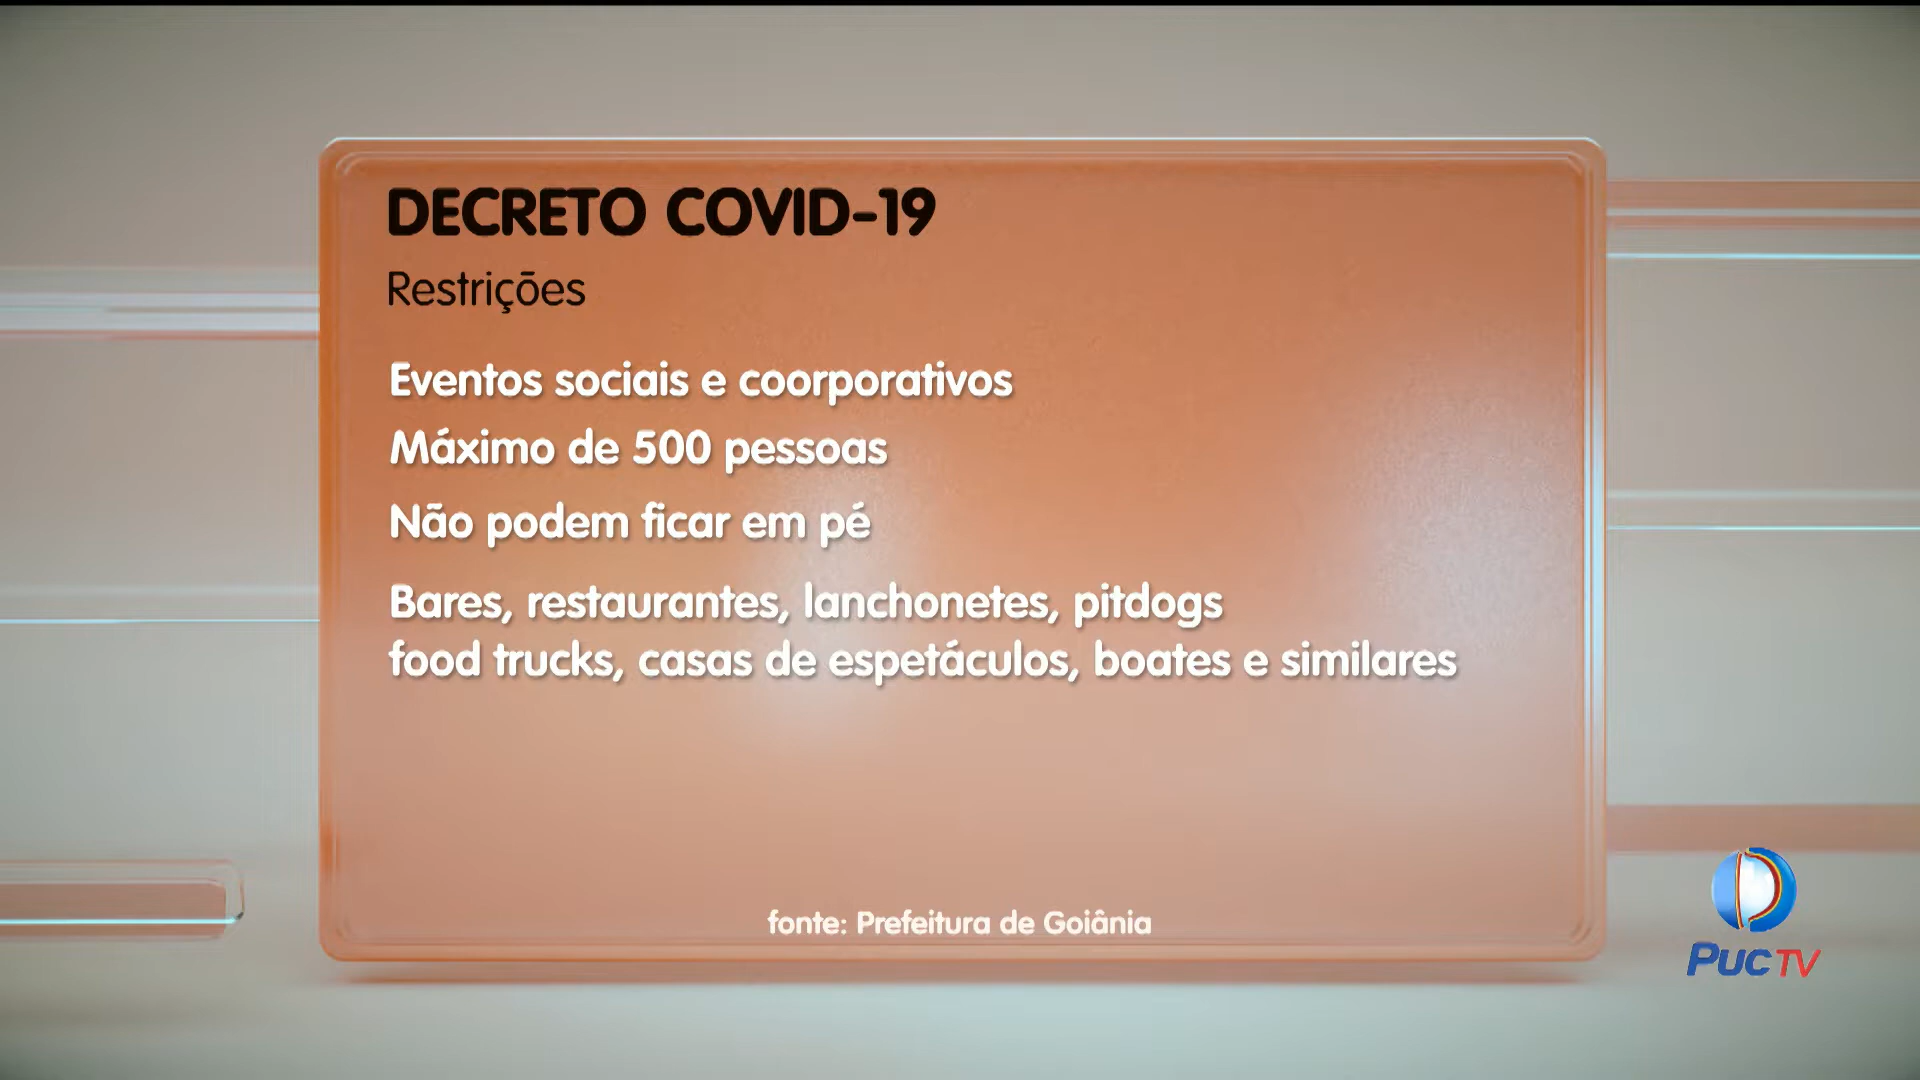 DECRETO COVID-19
Restrições
Eventos sociais e coorporativos
Máximo de 500 pessoas
Não podem ficar em pé
Bares, restaurantes, lanchonetes, pitdogs
food trucks, casas de espetáculos, boates e similares
fonte: Prefeitura de Goiânia
PUC TV